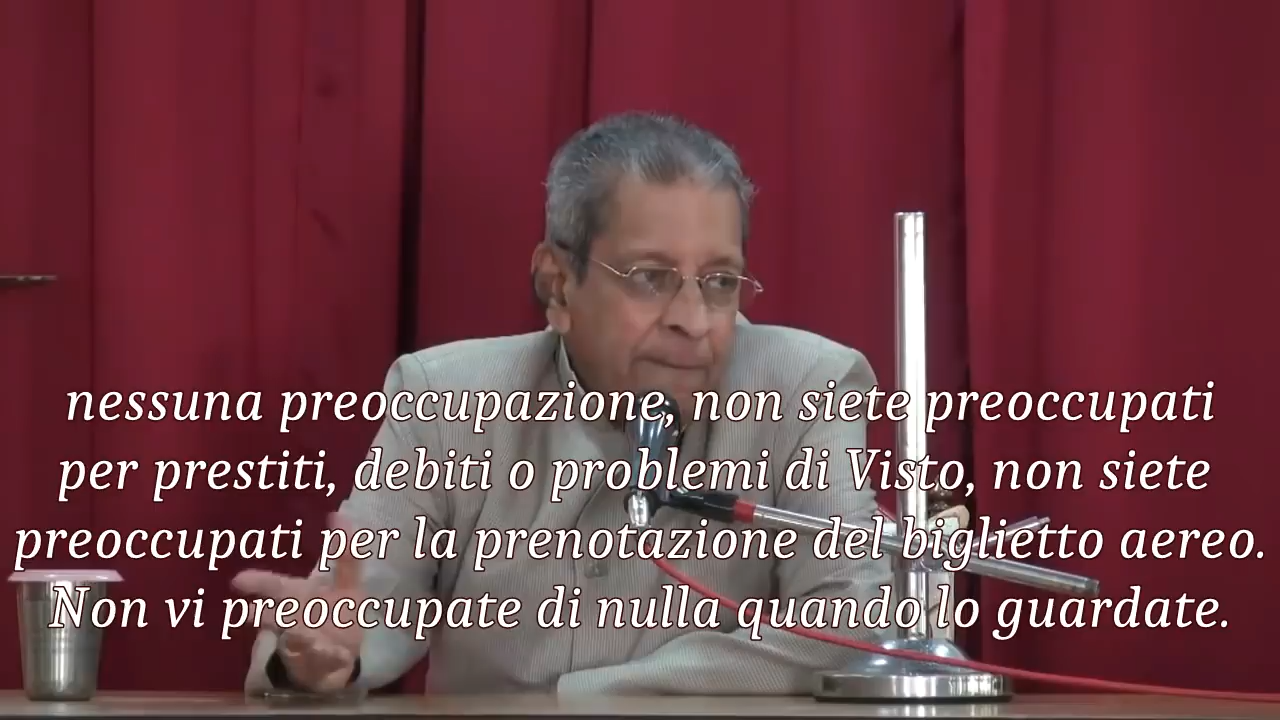 nessuna preoccupazione, non siete preoccupati
per prestiti, debiti o problemi di Visto, non siete
preoccupati per la prenotazione del biglietto aereo.
Non vi preoccupate di nulla quando lo guardate.